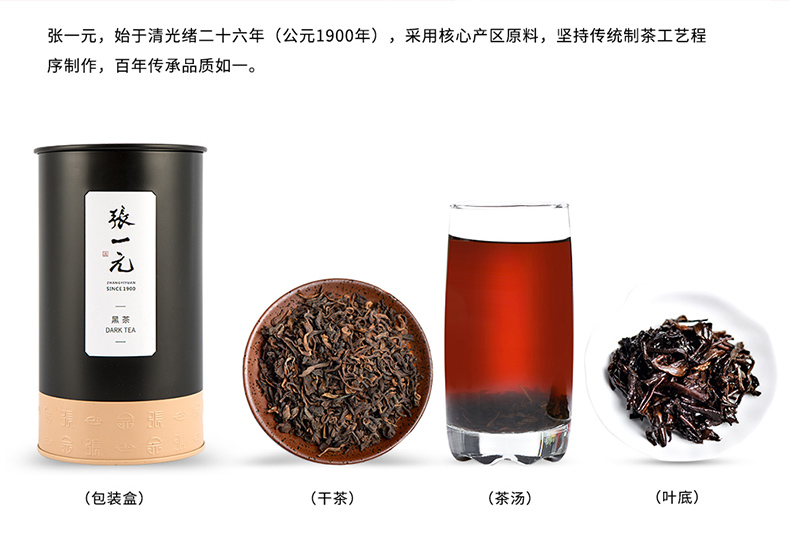 张一元，始于清光绪二十六年（公元1900年），采用核心产区原料，坚持传统制茶工艺程
序制作，百年传承品质如一。
張一元
ZHANGYIYUAN
SINCE 1900
黑茶
DARK TEA
（包装盒）
（干茶）
（茶汤）
（叶底）